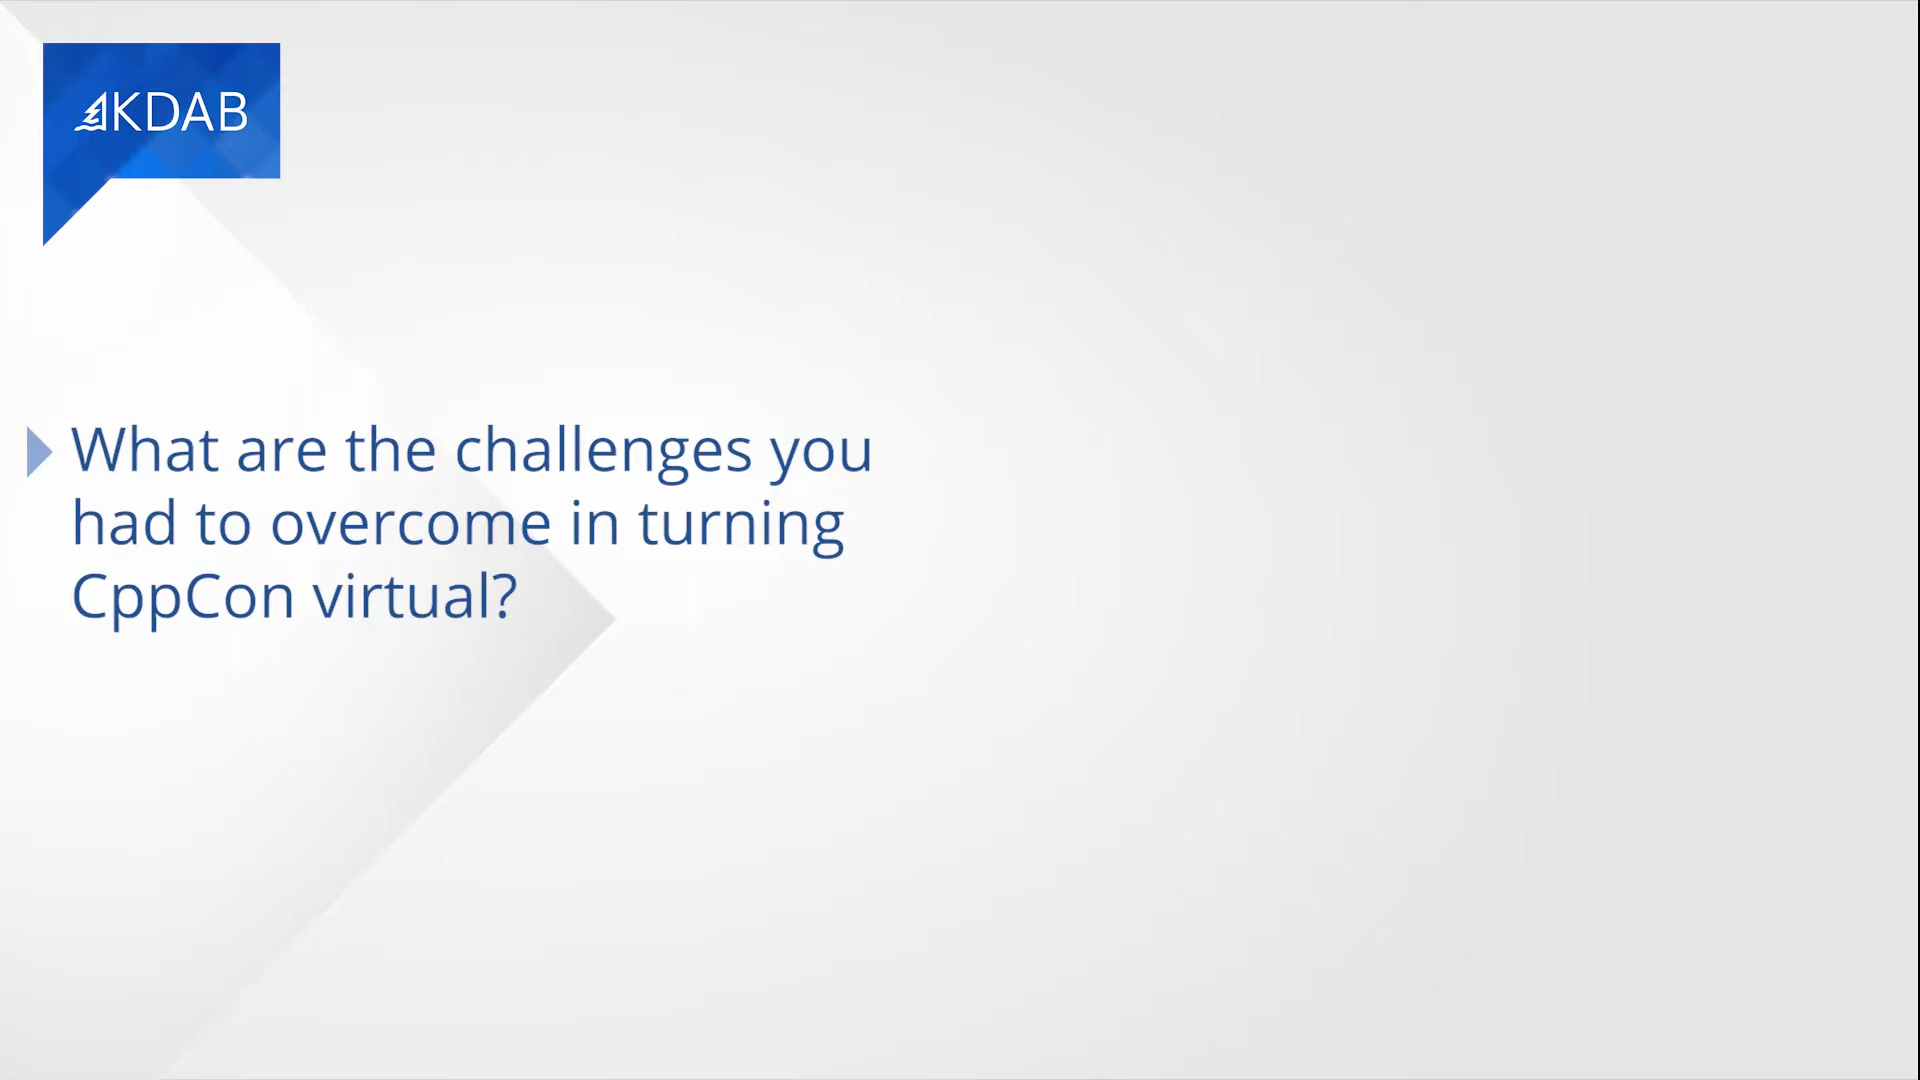 KDAB
What are the challenges you
had to overcome in turning
CppCon virtual?